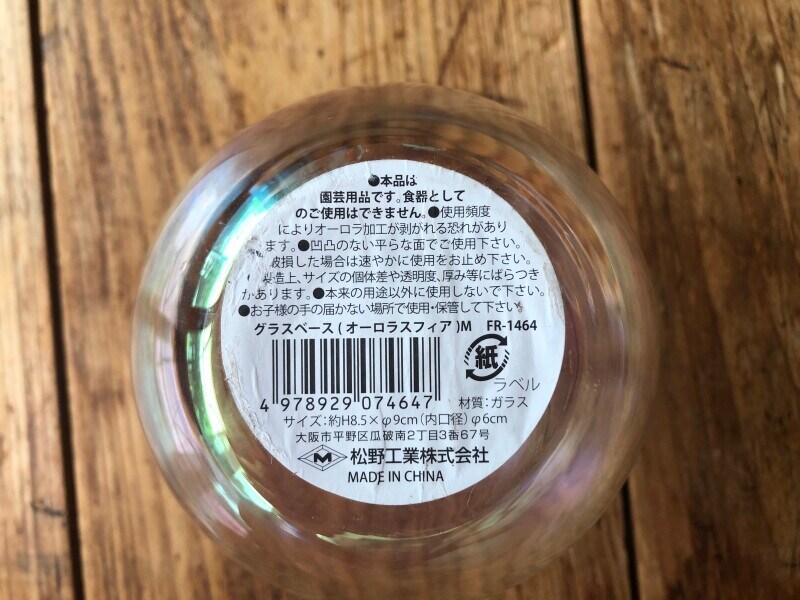 ●本品は
園芸用品です。食器として
のご使用はできません。●使用頻度
によりオーロラ加工が剥がれる恐れがあり
ます。●凹凸のない平らな面でご使用下さい。
破損した場合は速やかに使用をお止め下さい。
製造上、サイズの個体差や透明度、厚み等にばらつき
があります。●本来の用途以外に使用しないで下さい。
●お子様の手の届かない場所で使用・保管して下さい。
グラスベース ( オーロラスフィア )M FR-1464
紙
ラベル
4 978929 074647
材質:ガラス
サイズ:約H8.5×φ9cm(内口径)φ6cm
大阪市平野区瓜破南2丁目3番67号
M 松野工業株式会社
MADE IN CHINA